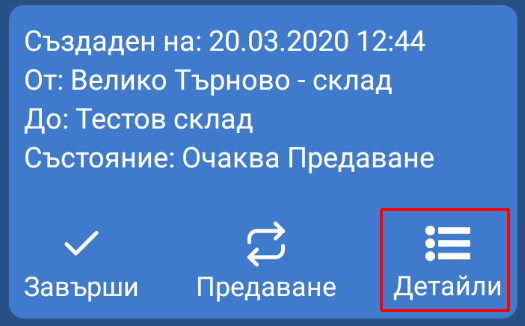 Създаден на: 20.03.2020 12:44
От: Велико Търново - склад
До: Тестов склад
Състояние: Очаква Предаване
Завърши Предаване Детайли